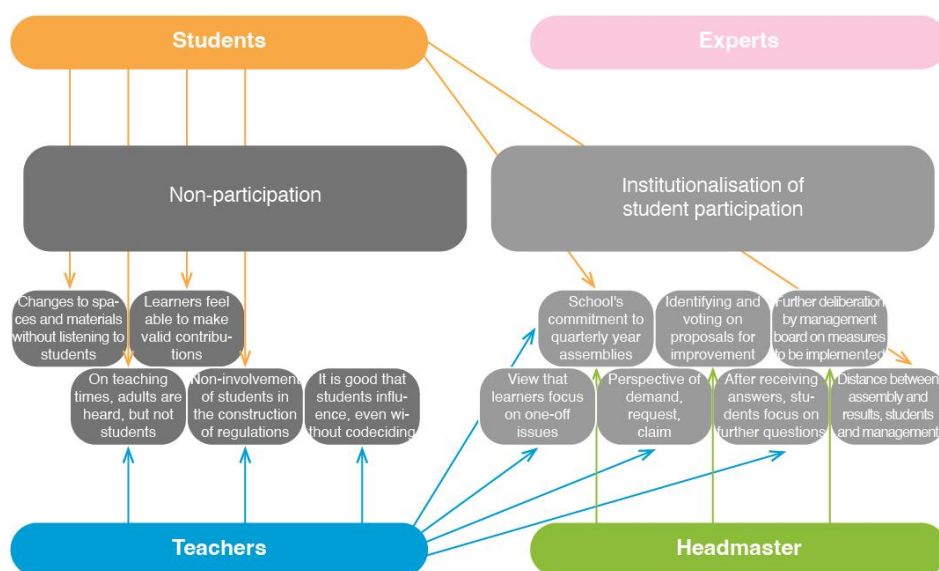 Students
Experts
Non-participation
Institutionalisation of
student participation
Changes to spa-
ces and materials
without listening to
students
Learners feel
able to make
valid contribu-
tions
School's
commitment to
quarterly year
assemblies
Identifying and
voting on
proposals for
improvement
Further deliberation
by management
board on measures
to be implemented
On teaching
times, adults are
heard, but not
students
Non-involvement
of students in
the construction
of regulations
It is good that
students influ-
ence, even wi-
thout codeciding
View that
learners focus
on one-off
issues
Perspective of
demand,
request,
claim
After receiving
answers, stu-
dents focus on
further questions
Distance between
assembly and
results, students
and management
Teachers
Headmaster